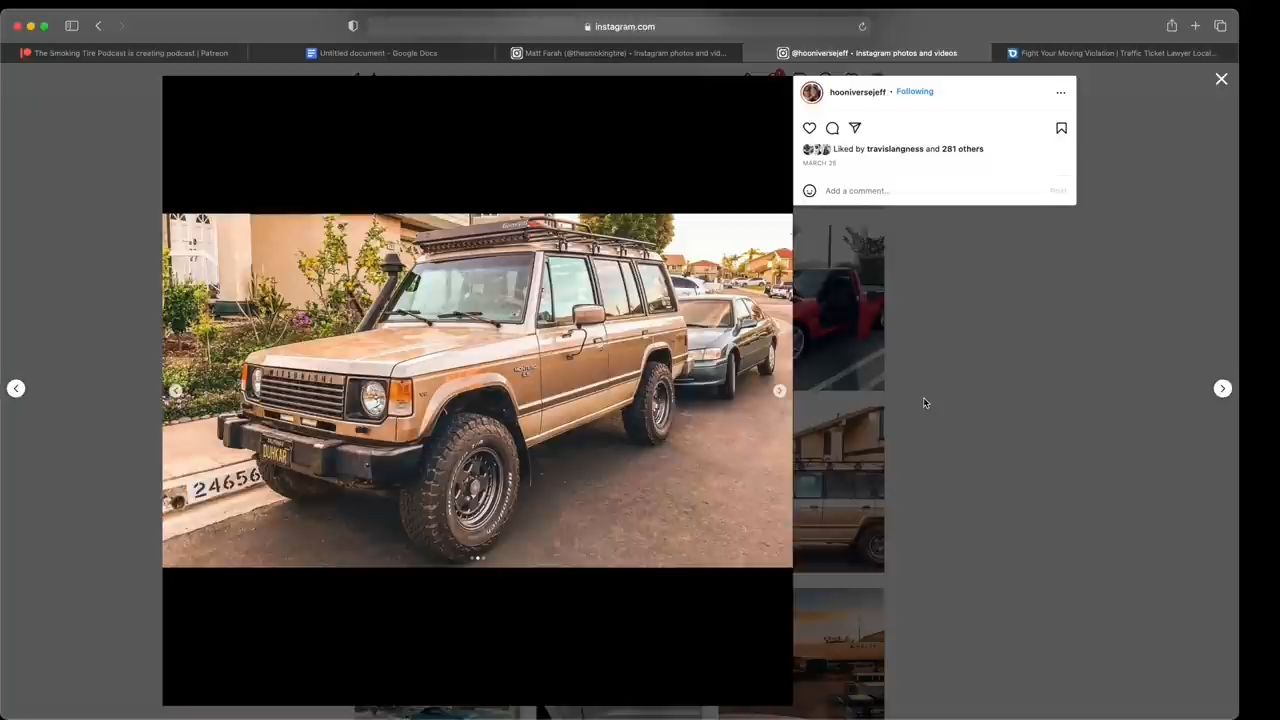 instagram.com
The Smoking Tire Podcast is creating podcast | Patreon
Untitled document - Google Docs
Matt Farah (@thesmokingtire) • Instagram photos and vid...
@hooniversejeff • Instagram photos and videos
Fight Your Moving Violation | Traffic Ticket Lawyer Local...
hooniversejeff • Following
Liked by travislangness and 281 others
MARCH 25
Add a comment...
Post
MITSUBISHI
DUHKAR
24656